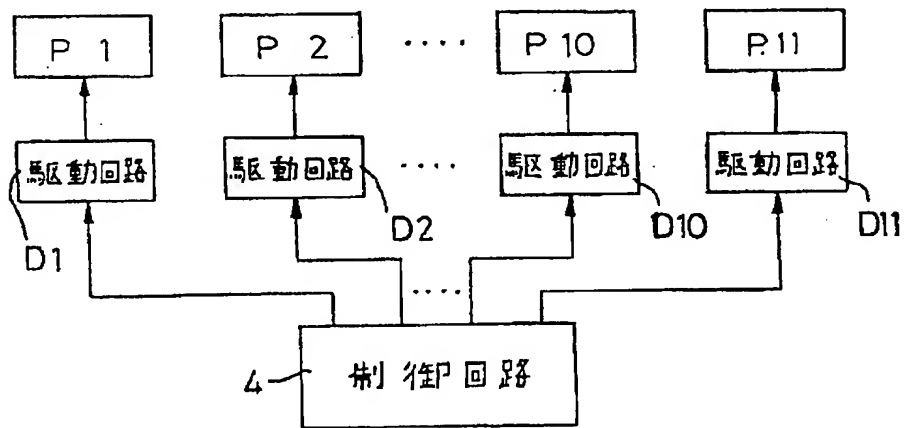 P 1 P 2 ···· P 10 P.11
駆動回路 駆動回路 ···· 駆動回路 駆動回路
D1 D2 D10 D11
····
4 制御回路